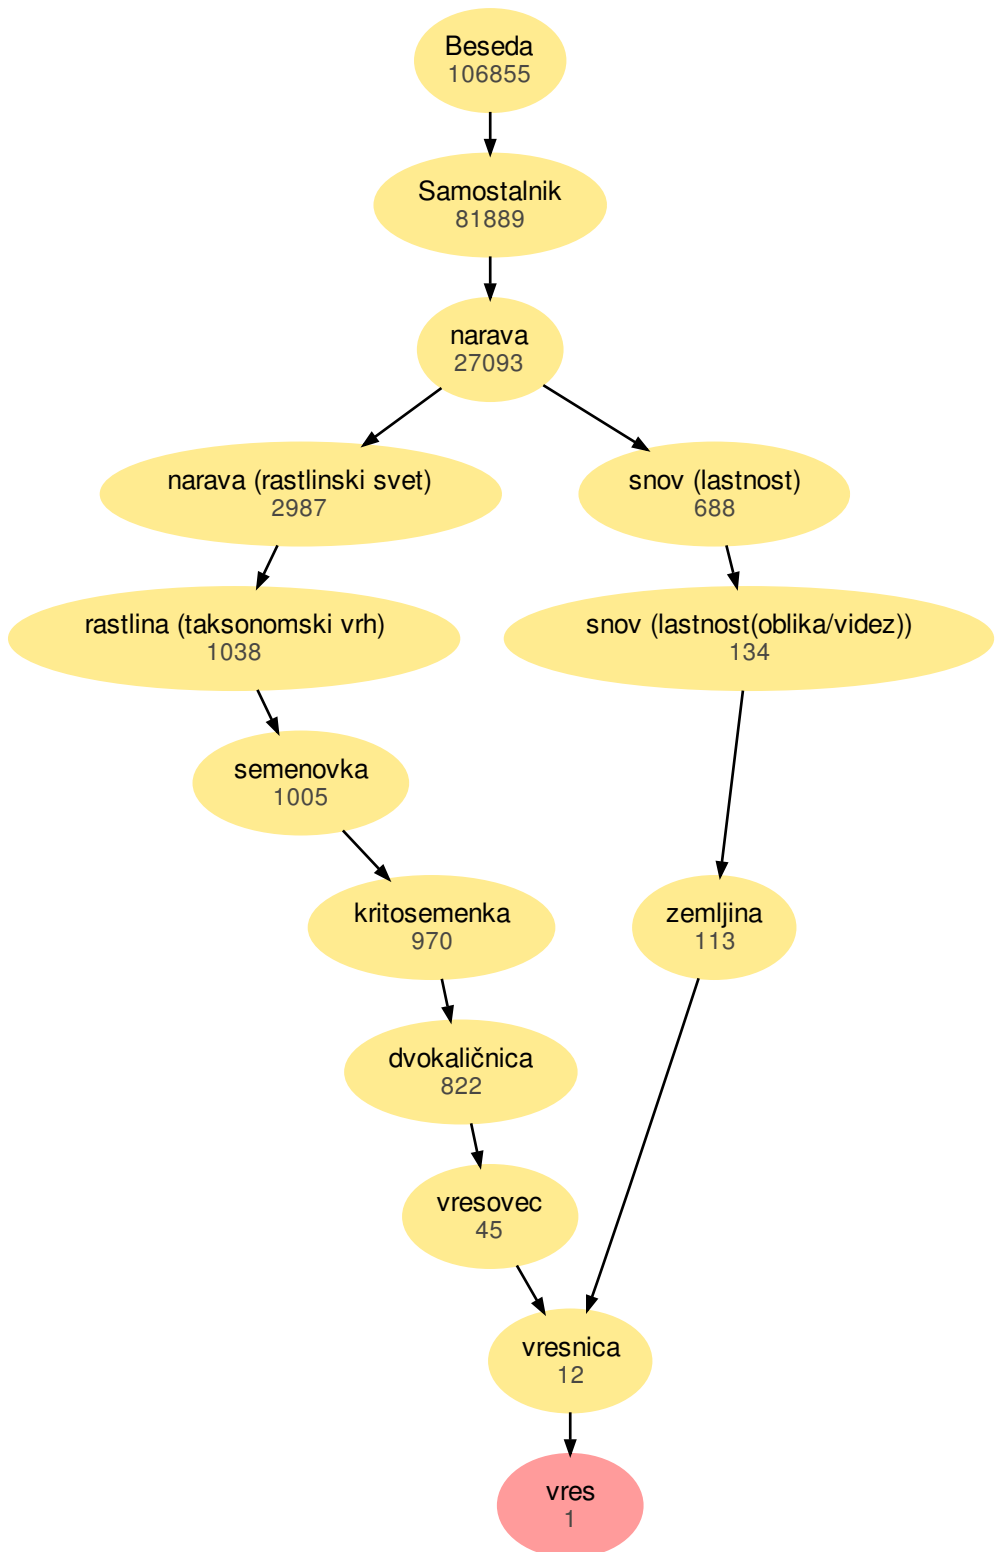 Beseda
106855
Samostalnik
81889
narava
27093
narava (rastlinski svet)
2987
snov (lastnost)
688
rastlina (taksonomski vrh)
1038
snov (lastnost(oblika/videz))
134
semenovka
1005
kritosemenka
970
zemljina
113
dvokaličnica
822
vresovec
45
vresnica
12
vres
1